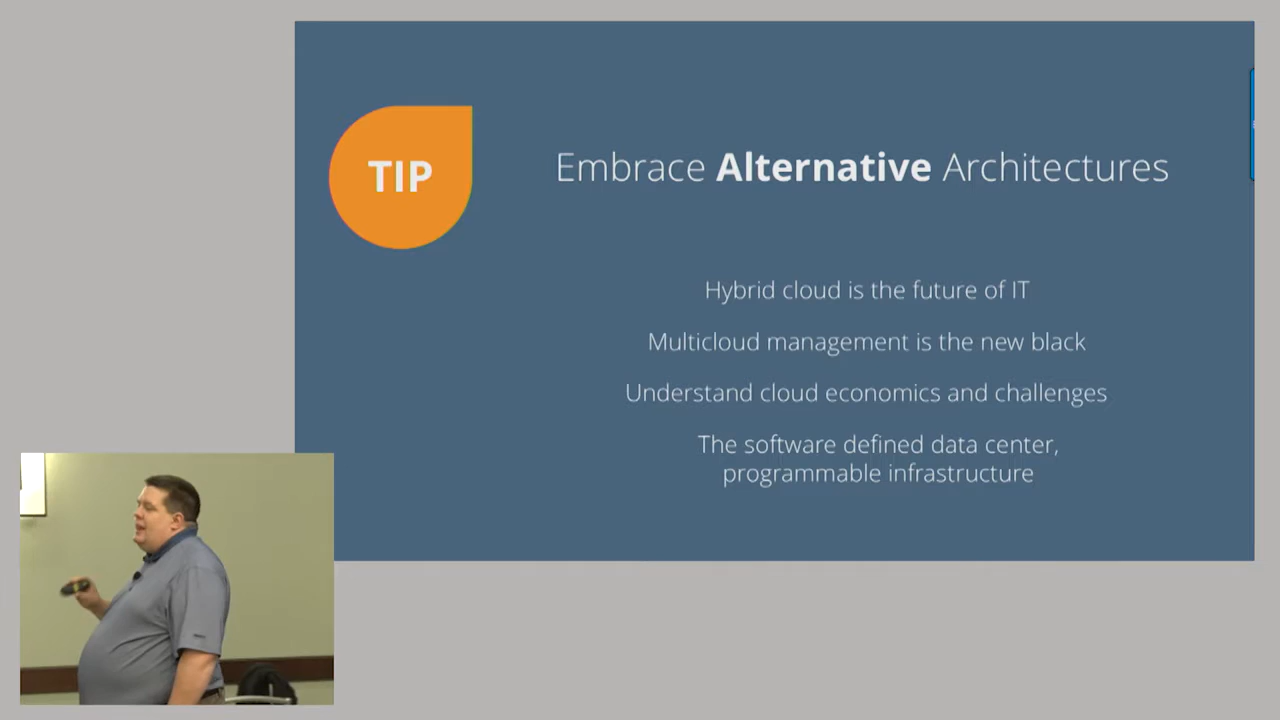 TIP
Embrace Alternative Architectures
Hybrid cloud is the future of IT
Multicloud management is the new black
Understand cloud economics and challenges
The software defined data center,
programmable infrastructure